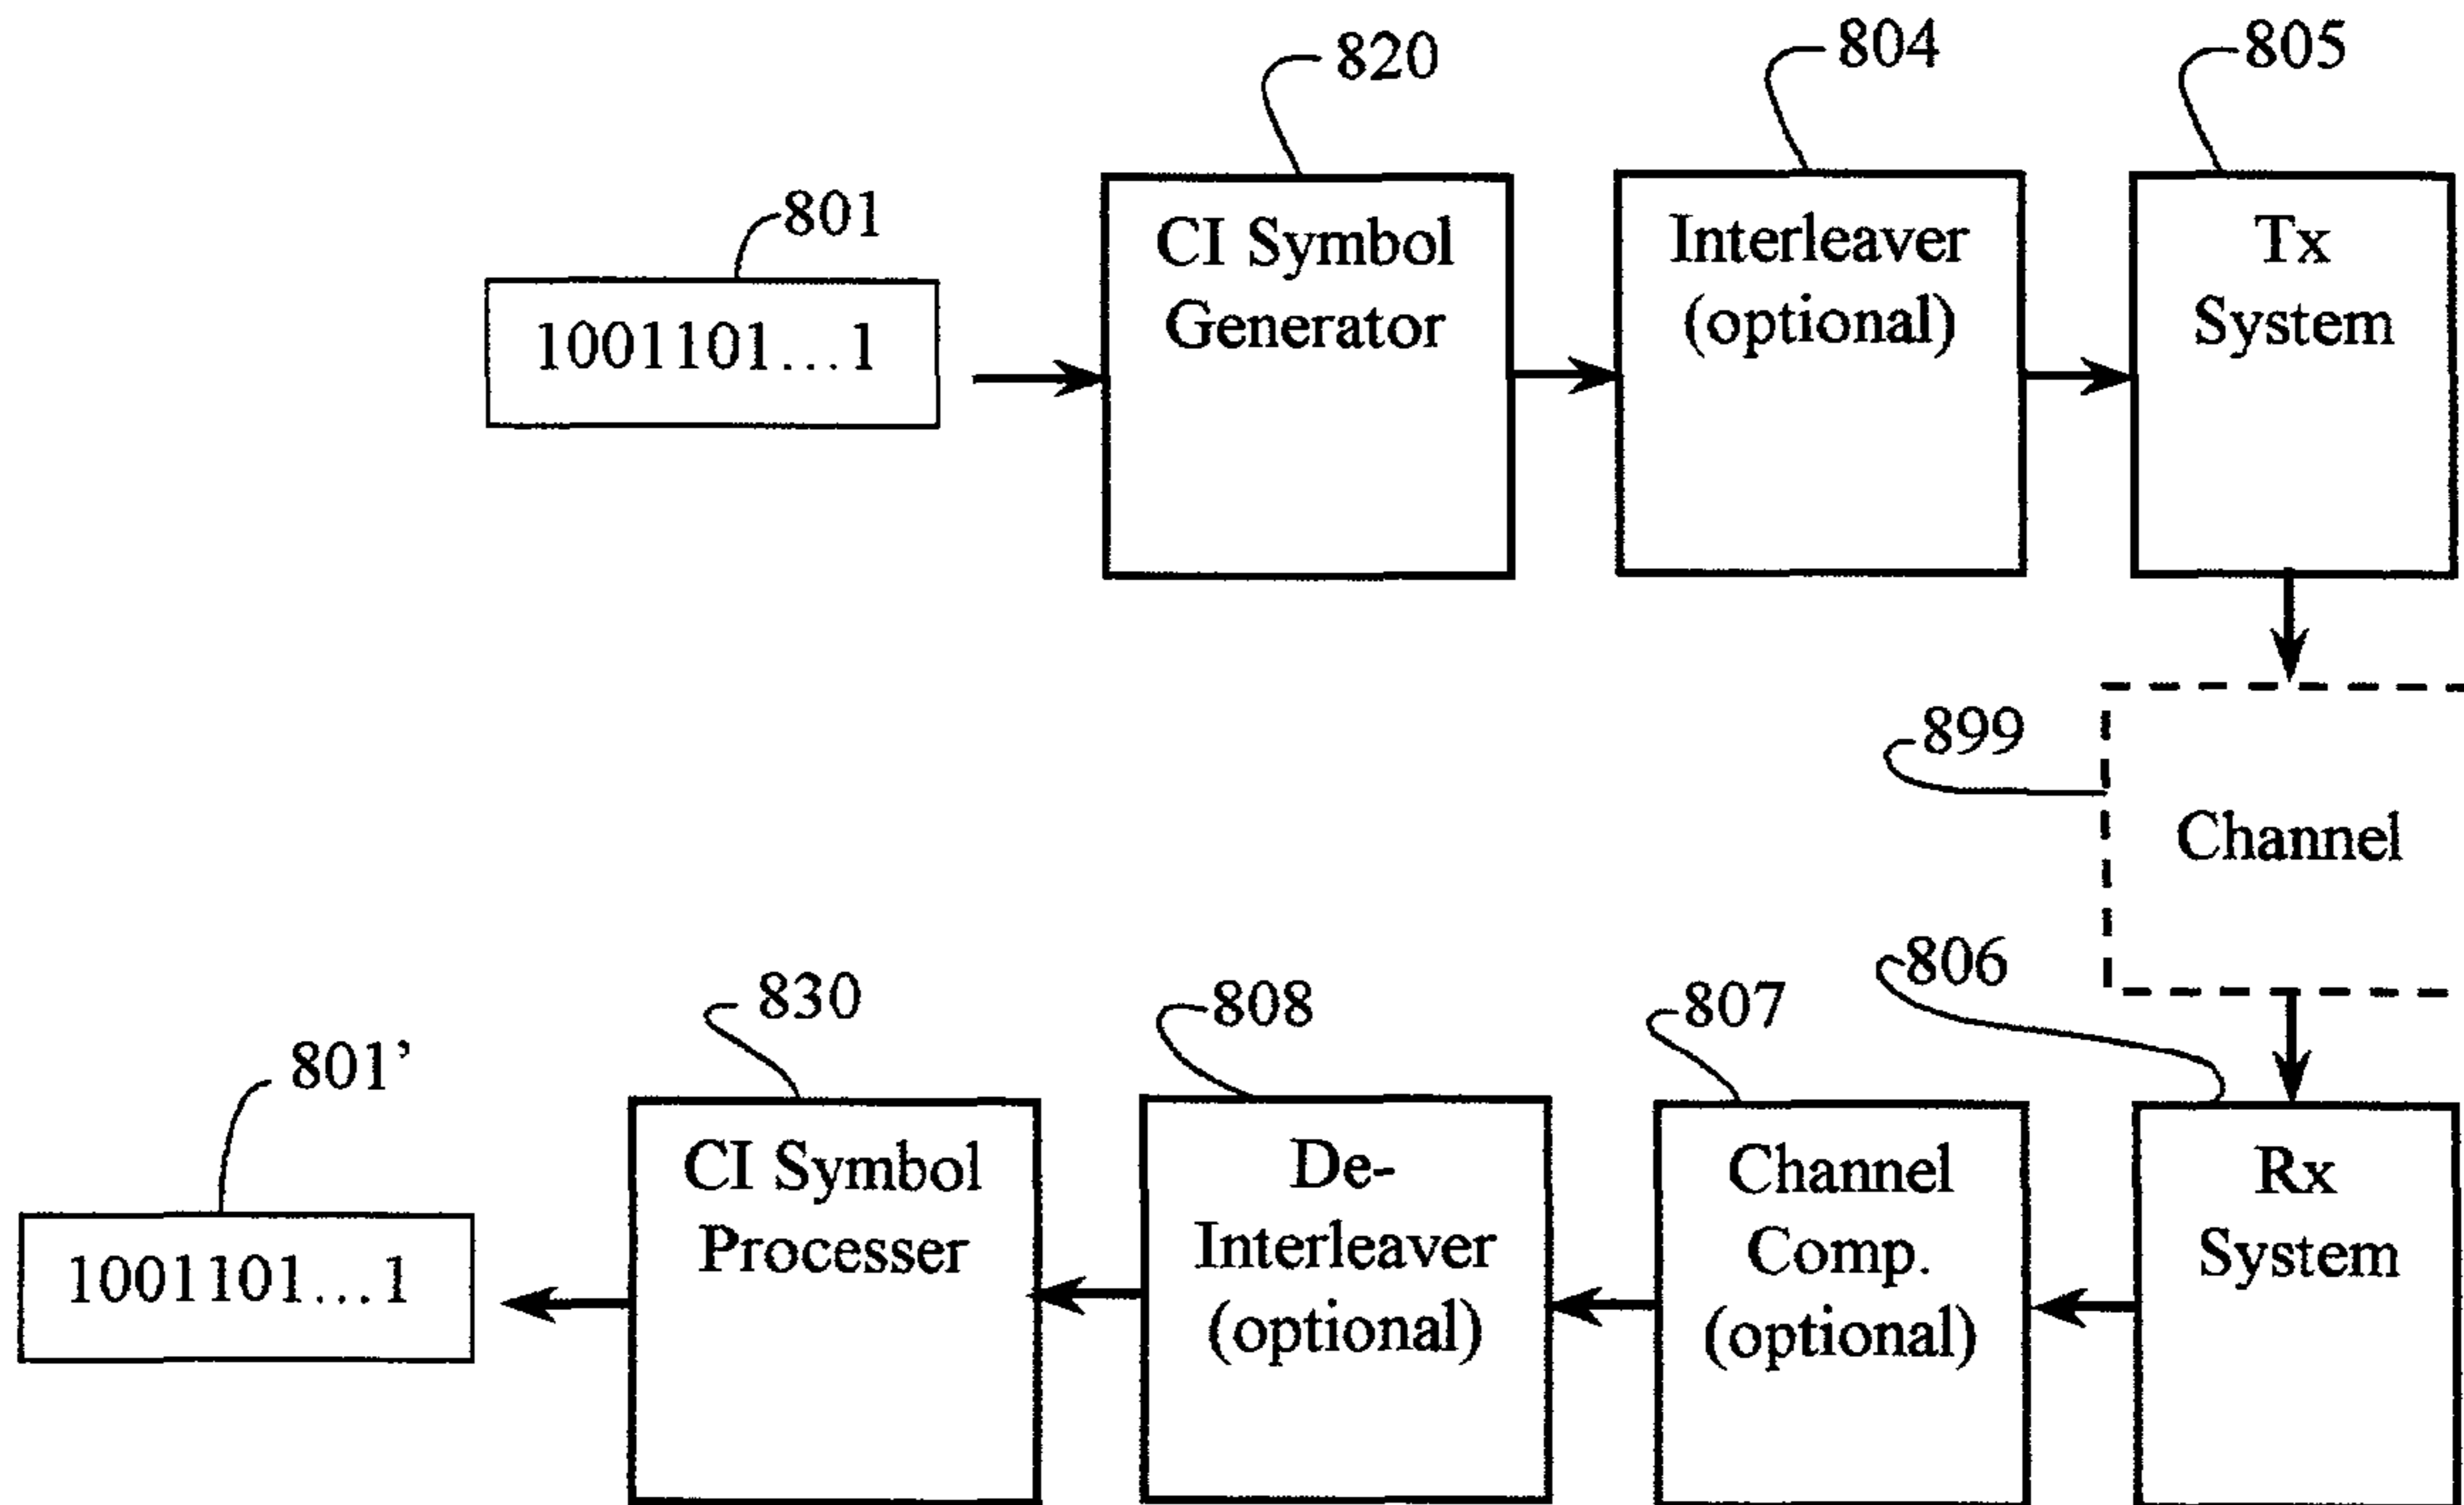 820
804
805
801
1001101...1
CI Symbol
Generator
Interleaver
(optional)
Tx
System
899
Channel
806
830
808
807
801’
1001101...1
CI Symbol
Processer
De-
Interleaver
(optional)
Channel
Comp.
(optional)
Rx
System